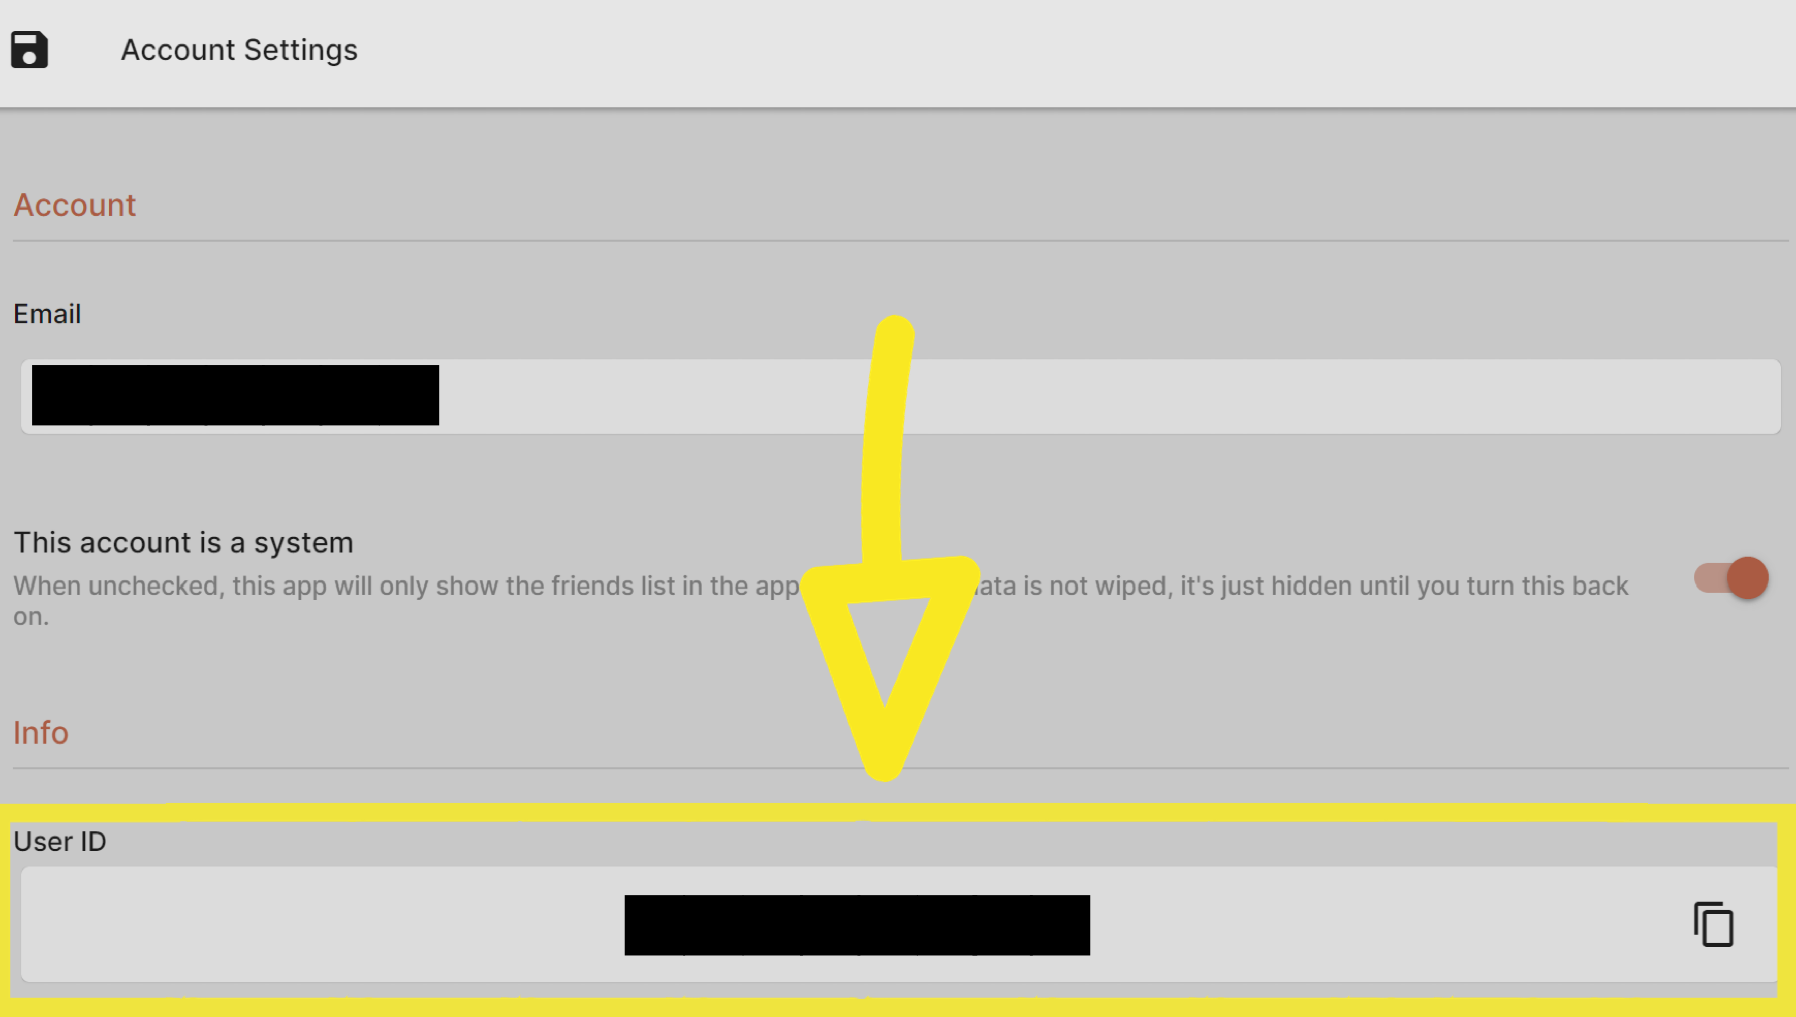 Account Settings
Account
Email
This account is a system
When unchecked, this app will only show the friends list in the app ata is not wiped, it's just hidden until you turn this back
on.
Info
User ID